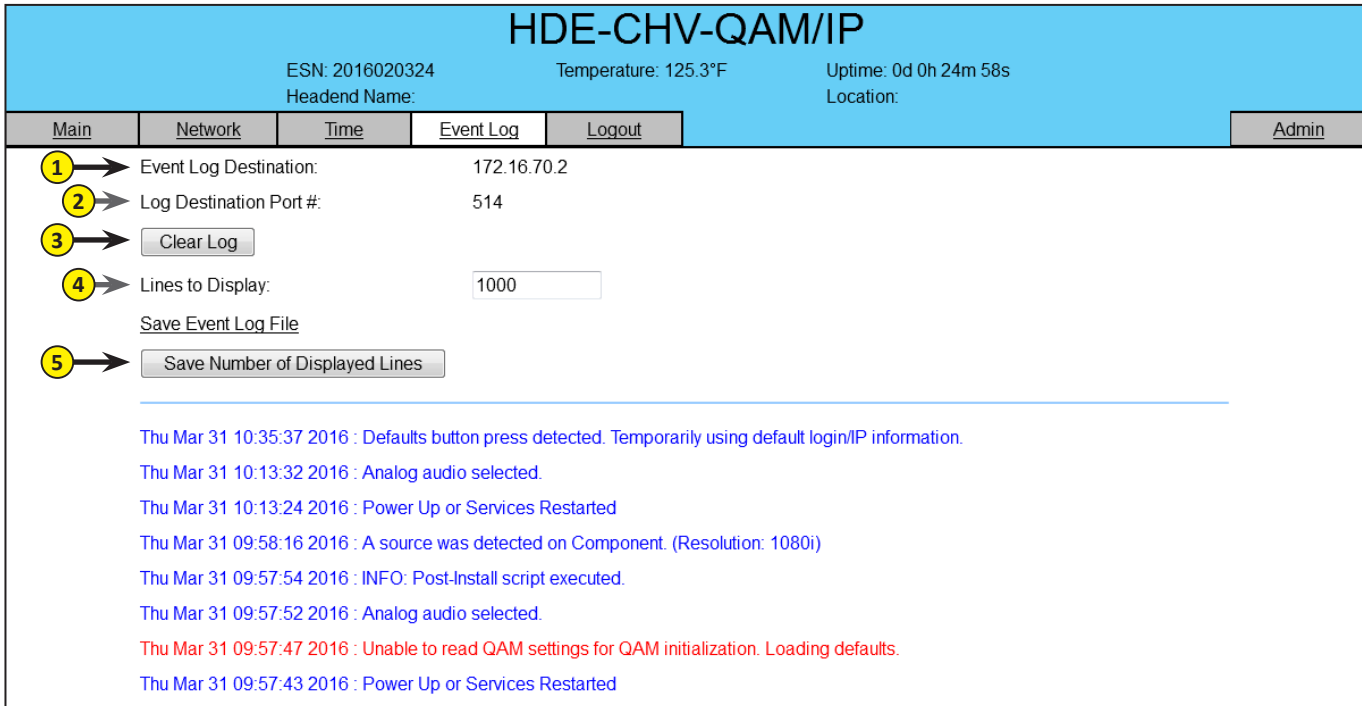 HDE-CHV-QAM/IP
ESN: 2016020324 Temperature: 125.3°F Uptime: 0d 0h 24m 58s
Headend Name: Location:
Main Network Time Event Log Logout Admin
1 Event Log Destination: 172.16.70.2
2 Log Destination Port #: 514
3 Clear Log
4 Lines to Display: 1000
Save Event Log File
5 Save Number of Displayed Lines
Thu Mar 31 10:35:37 2016 : Defaults button press detected. Temporarily using default login/IP information.
Thu Mar 31 10:13:32 2016 : Analog audio selected.
Thu Mar 31 10:13:24 2016 : Power Up or Services Restarted
Thu Mar 31 09:58:16 2016 : A source was detected on Component. (Resolution: 1080i)
Thu Mar 31 09:57:54 2016 : INFO: Post-Install script executed.
Thu Mar 31 09:57:52 2016 : Analog audio selected.
Thu Mar 31 09:57:47 2016 : Unable to read QAM settings for QAM initialization. Loading defaults.
Thu Mar 31 09:57:43 2016 : Power Up or Services Restarted